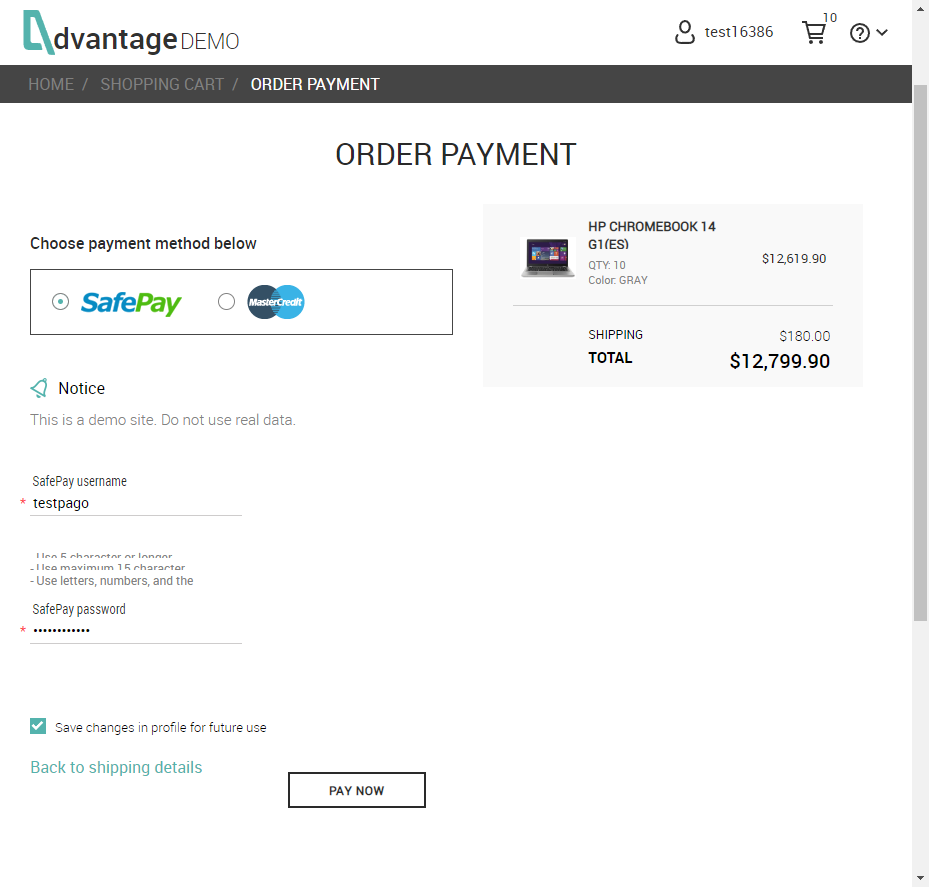 dvantage DEMO
test16386
10
HOME / SHOPPING CART / ORDER PAYMENT
ORDER PAYMENT
Choose payment method below
SafePay
MasterCredit
HP CHROMEBOOK 14
G1(ES)
QTY: 10
Color: GRAY
$12,619.90
SHIPPING $180.00
TOTAL $12,799.90
Notice
This is a demo site. Do not use real data.
SafePay username
* testpago
- Use 5 character or longer
- Use maximum 15 character
- Use letters, numbers, and the
SafePay password
* ••••••••••••
Save changes in profile for future use
Back to shipping details
PAY NOW